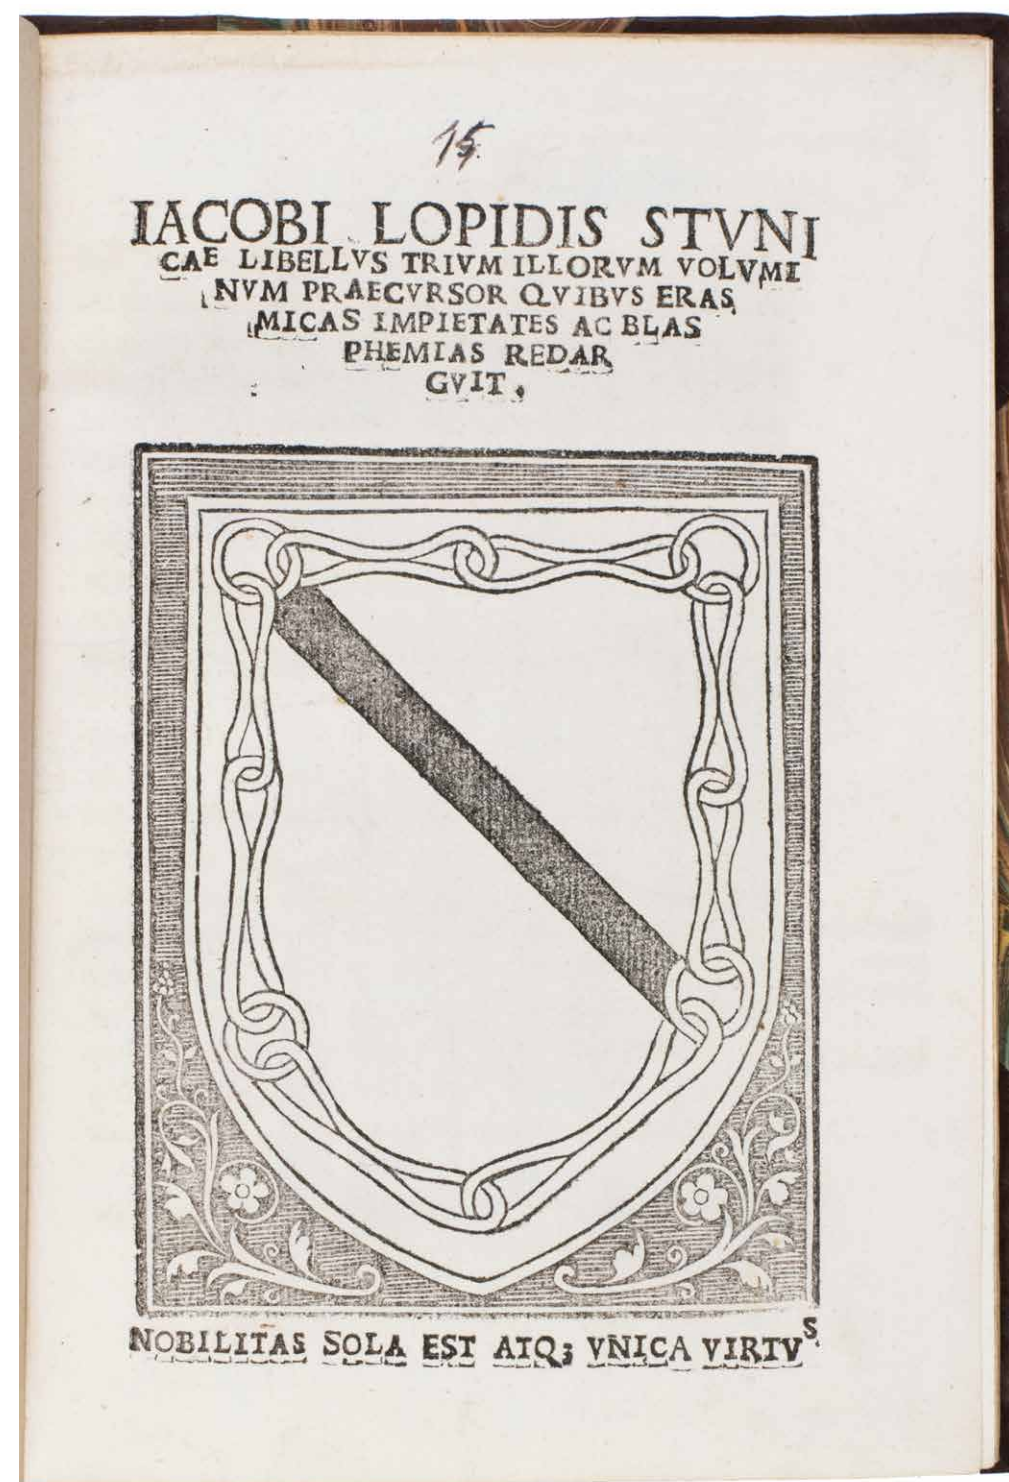 15.
IACOBI LOPIDIS STVNI
CAE LIBELLVS TRIVM ILLORVM VOLVMI
NVM PRAECVRSOR QVIBVS ERAS
MICAS IMPIETATES AC BLAS
PHEMIAS REDAR
GVIT.
NOBILITAS SOLA EST ATQ; VNICA VIRTVS